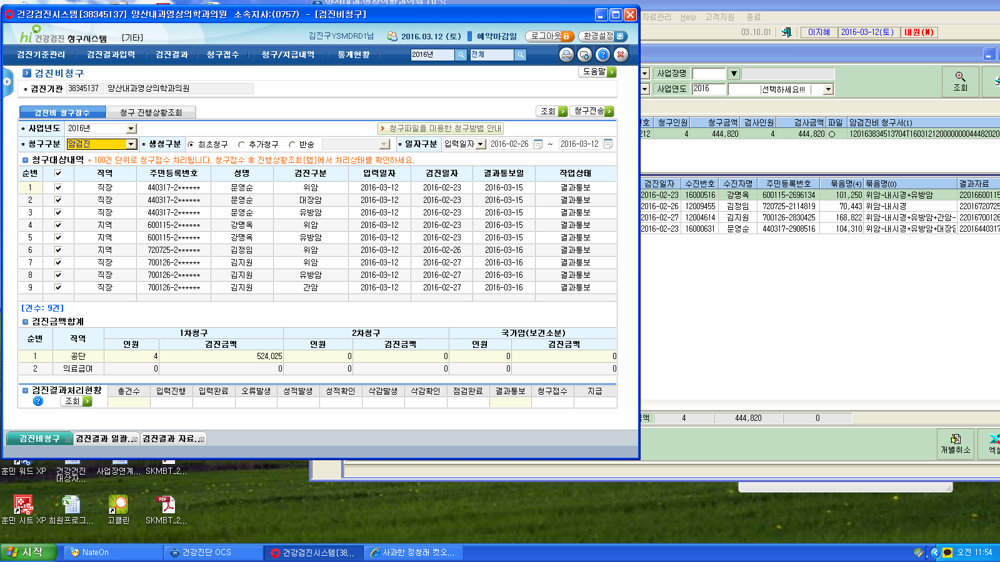 건강검진시스템[38345137] 양산내과영상의학과의원 소속지사:(0757) - [검진비청구]
hi 건강검진 청구시스템 [기타]
김진구YSMDRD1님 2016.03.12 (토) 예약마감일 로그아웃 환경설정
검진기준관리 검진결과입력 검진결과 청구접수 청구/지급내역 통계현황 2016년 전체
검진비청구 도움말
* 검진기관 38345137 양산내과영상의학과의원
검진비 청구접수 청구 진행상황조회 조회 청구전송
* 사업년도 2016년 청구파일을 이용한 청구방법 안내
* 청구구분 암검진 * 생성구분 최초청구 추가청구 반송 * 일자구분 입력일자 2016-02-26 ~ 2016-03-12
청구대상내역 * 100건 단위로 청구접수 처리됩니다. 청구접수 후 진행상황조회[탭]에서 처리상태를 확인하세요.
순번 직역 주민등록번호 성명 검진구분 입력일자 검진일자 결과통보일 작업상태
1 직장 440317-2****** 문영순 위암 2016-03-12 2016-02-23 2016-03-15 결과통보
2 직장 440317-2****** 문영순 대장암 2016-03-12 2016-02-23 2016-03-15 결과통보
3 직장 440317-2****** 문영순 유방암 2016-03-12 2016-02-23 2016-03-15 결과통보
4 지역 600115-2****** 강명옥 위암 2016-03-12 2016-02-23 2016-03-15 결과통보
5 지역 600115-2****** 강명옥 유방암 2016-03-12 2016-02-23 2016-03-15 결과통보
6 지역 720725-2****** 김정임 위암 2016-03-12 2016-02-26 2016-03-16 결과통보
7 직장 700126-2****** 김지원 위암 2016-03-12 2016-02-27 2016-03-16 결과통보
8 직장 700126-2****** 김지원 유방암 2016-03-12 2016-02-27 2016-03-16 결과통보
9 직장 700126-2****** 김지원 간암 2016-03-12 2016-02-27 2016-03-16 결과통보
[건수: 9건]
검진금액합계
순번 직역 1차청구 2차청구 국가암(보건소분)
인원 검진금액 인원 검진금액 인원 검진금액
1 공단 4 524,025 0 0 0 0
2 의료급여 0 0 0 0 0 0
검진결과처리현황 조회
총건수 입력진행 입력완료 오류발생 성적발생 성적확인 삭감발생 삭감확인 점검완료 결과통보 청구접수 지급
검진비청구 검진결과 일괄.. 검진결과 자료..
자료관리 Help 고객지원 종료
03.10.01 이지혜 2016-03-12(토) 내원(N)
사업장명 조회
사업연도 2016 선택하세요!!!
호 청구인원 청구금액 검사인원 검사금액 파일 암검진비 청구서(1)
212 4 444,820 4 444,820 ○ 120163834513704T16031212000000044482020
검진일자 수진번호 수진자명 주민등록번호 묶음명(4) 묶음명(0) 결과자료
2016-02-23 16000516 강명옥 600115-2696134 101,250 위암-내시경+유방암 22016600115
2016-02-26 12009455 김정임 720725-2114819 70,443 위암-내시경 22016720725
2016-02-27 12004614 김지원 700126-2830425 168,822 위암-내시경+유방암+간암- 22016700126
2016-02-23 16000631 문영순 440317-2908516 104,310 위암-내시경+유방암+대장암 22016440317
액 4 444,820 0
개별취소 엑셀
훈민 워드 XP
건강검진 대상자...
사업장연계...
SKMBT_2...
훈민 시트 XP
회원프로그...
고클린
SKMBT_2...
시작 NateOn 건강진단 OCS 건강검진시스템[38... 사과한 정청래 컷오... 오전 11:54